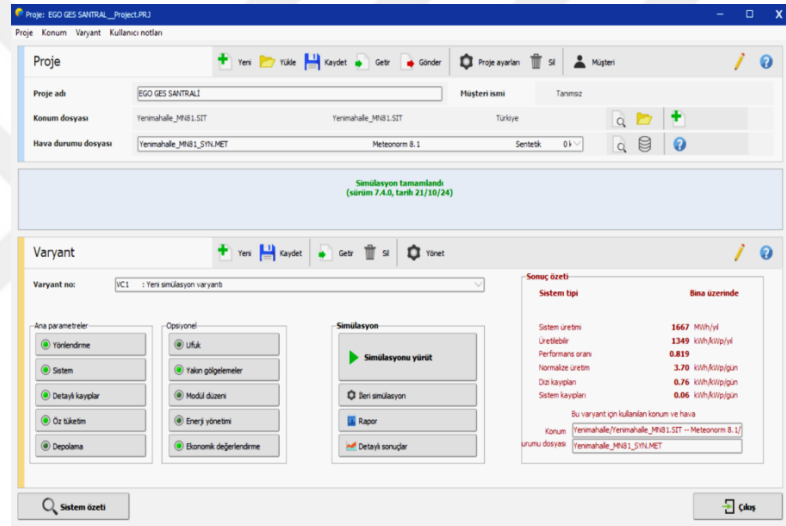 Proje: EGO GES SANTRAL__Project.PRJ
Proje Konum Varyant Kullanıcı notları
Proje Yeni Yükle Kaydet Getir Gönder Proje ayarları Sil Müşteri
Proje adı EGO GES SANTRALİ Müşteri ismi Tanımsız
Konum dosyası Yenimahalle_MN81.SIT Yenimahalle_MN81.SIT Türkiye
Hava durumu dosyası Yenimahalle_MN81_SYN.MET Meteonorm 8.1 Sentetik 0 k
Simülasyon tamamlandı
(sürüm 7.4.0, tarih 21/10/24)
Varyant Yeni Kaydet Getir Sil Yönet
Varyant no: VC1 : Yeni simülasyon varyantı
Ana parametreler
Yönlendirme
Sistem
Detaylı kayıplar
Öz tüketim
Depolama
Opsiyonel
Ufuk
Yakın gölgelemeler
Modül düzeni
Enerji yönetimi
Ekonomik değerlendirme
Simülasyon
Simülasyonu yürüt
İleri simülasyon
Rapor
Detaylı sonuçlar
Sonuç özeti
Sistem tipi Bina üzerinde
Sistem üretimi 1667 MWh/yıl
Üretilebilir 1349 kWh/kWp/yıl
Performans oranı 0.819
Normalize üretim 3.70 kWh/kWp/gün
Dizi kayıpları 0.76 kWh/kWp/gün
Sistem kayıpları 0.06 kWh/kWp/gün
Bu varyant için kullanılan konum ve hava
Konum Yenimahalle/Yenimahalle_MN81.SIT -- Meteonorm 8.1/
urumu dosyası Yenimahalle_MN81_SYN.MET
Sistem özeti
Çıkış